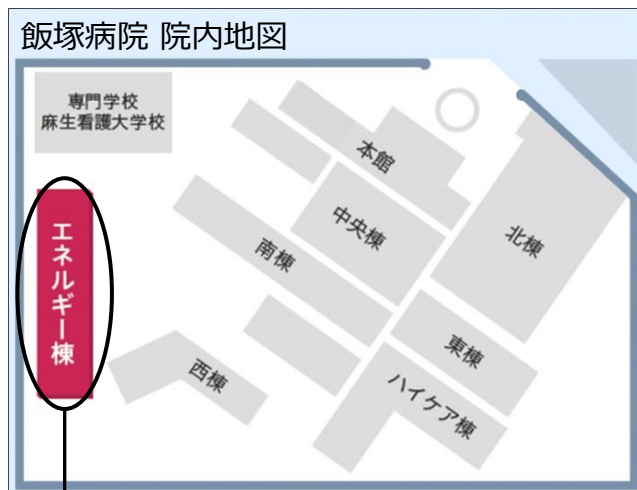 飯塚病院 院内地図
専門学校
麻生看護大学校
本館
中央棟
北棟
南棟
エネルギー棟
東棟
西棟
ハイケア棟